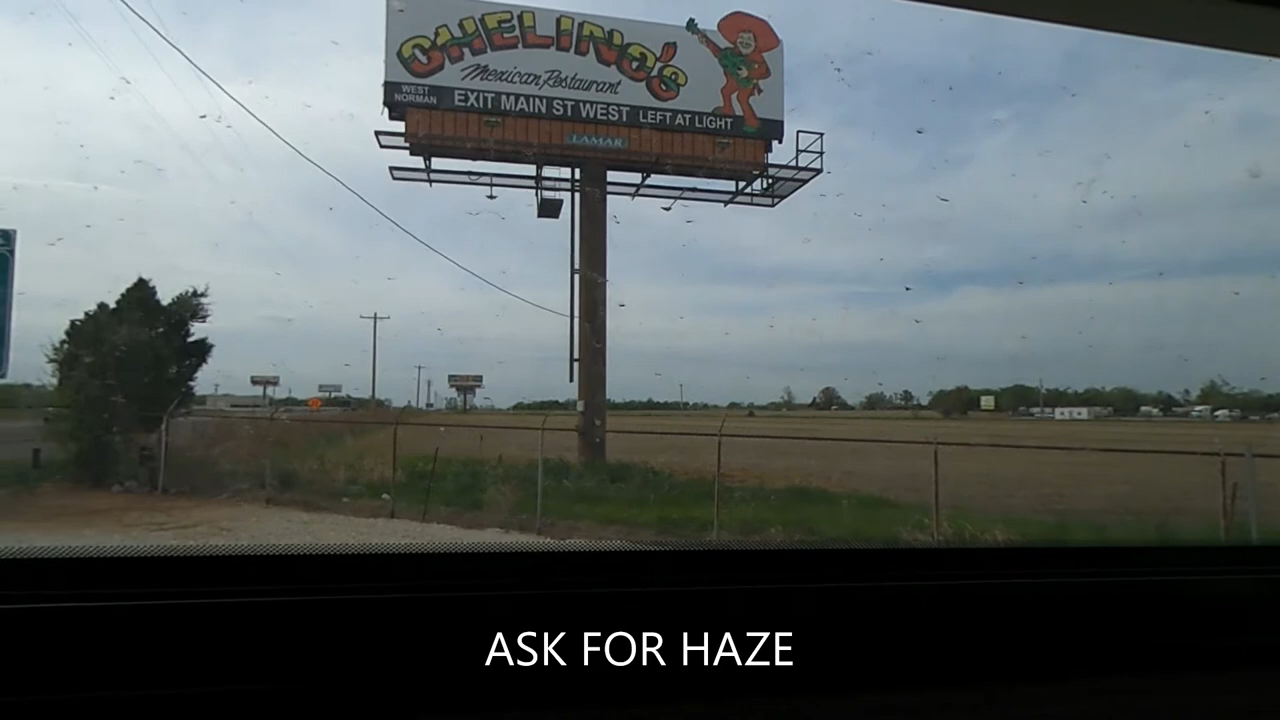 CHELINO'S
Mexican Restaurant
WEST
NORMAN
EXIT MAIN ST WEST LEFT AT LIGHT
LAMAR
ASK FOR HAZE